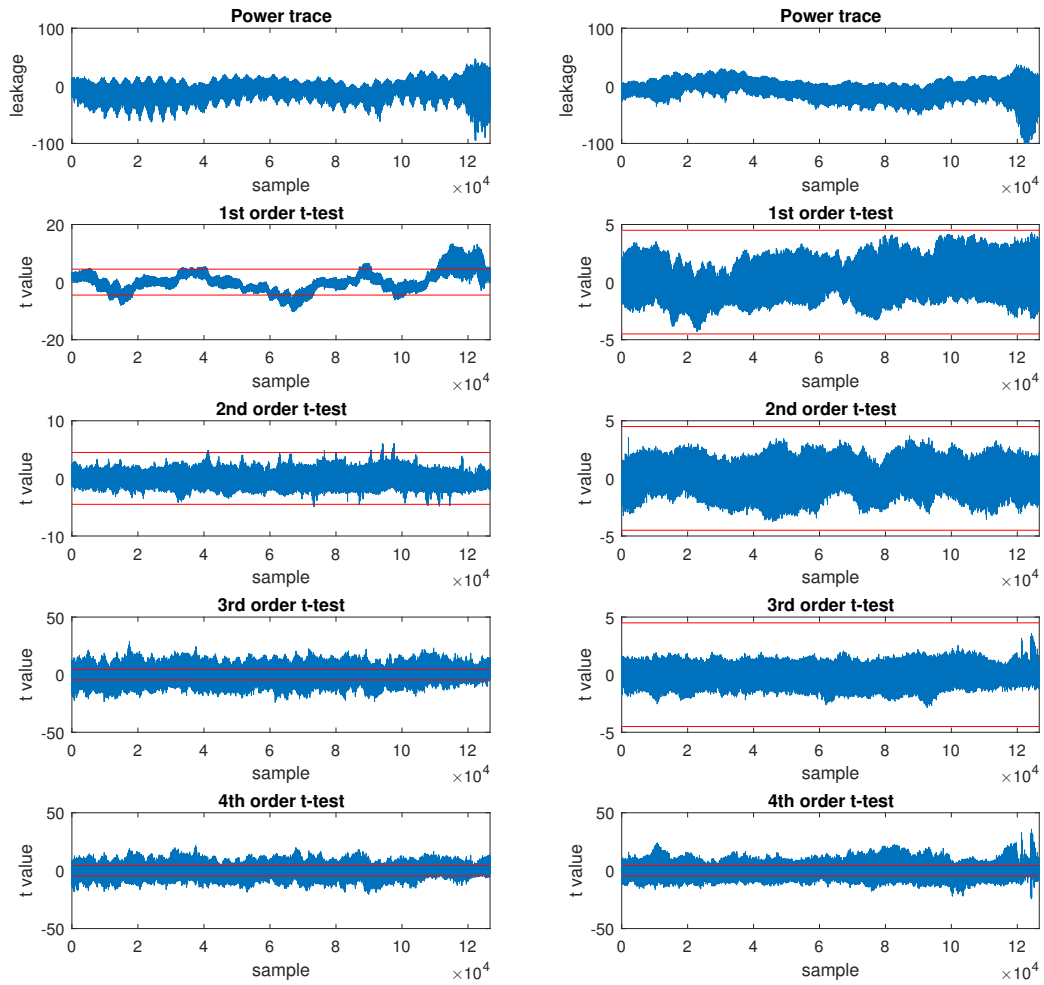 Power trace
100
0
-100
leakage
0 2 4 6 8 10 12
sample
×10^4
1st order t-test
20
0
-20
t value
0 2 4 6 8 10 12
sample
×10^4
2nd order t-test
10
0
-10
t value
0 2 4 6 8 10 12
sample
×10^4
3rd order t-test
50
0
-50
t value
0 2 4 6 8 10 12
sample
×10^4
4th order t-test
50
0
-50
t value
0 2 4 6 8 10 12
sample
×10^4
Power trace
100
0
-100
leakage
0 2 4 6 8 10 12
sample
×10^4
1st order t-test
5
0
-5
t value
0 2 4 6 8 10 12
sample
×10^4
2nd order t-test
5
0
-5
t value
0 2 4 6 8 10 12
sample
×10^4
3rd order t-test
5
0
-5
t value
0 2 4 6 8 10 12
sample
×10^4
4th order t-test
50
0
-50
t value
0 2 4 6 8 10 12
sample
×10^4